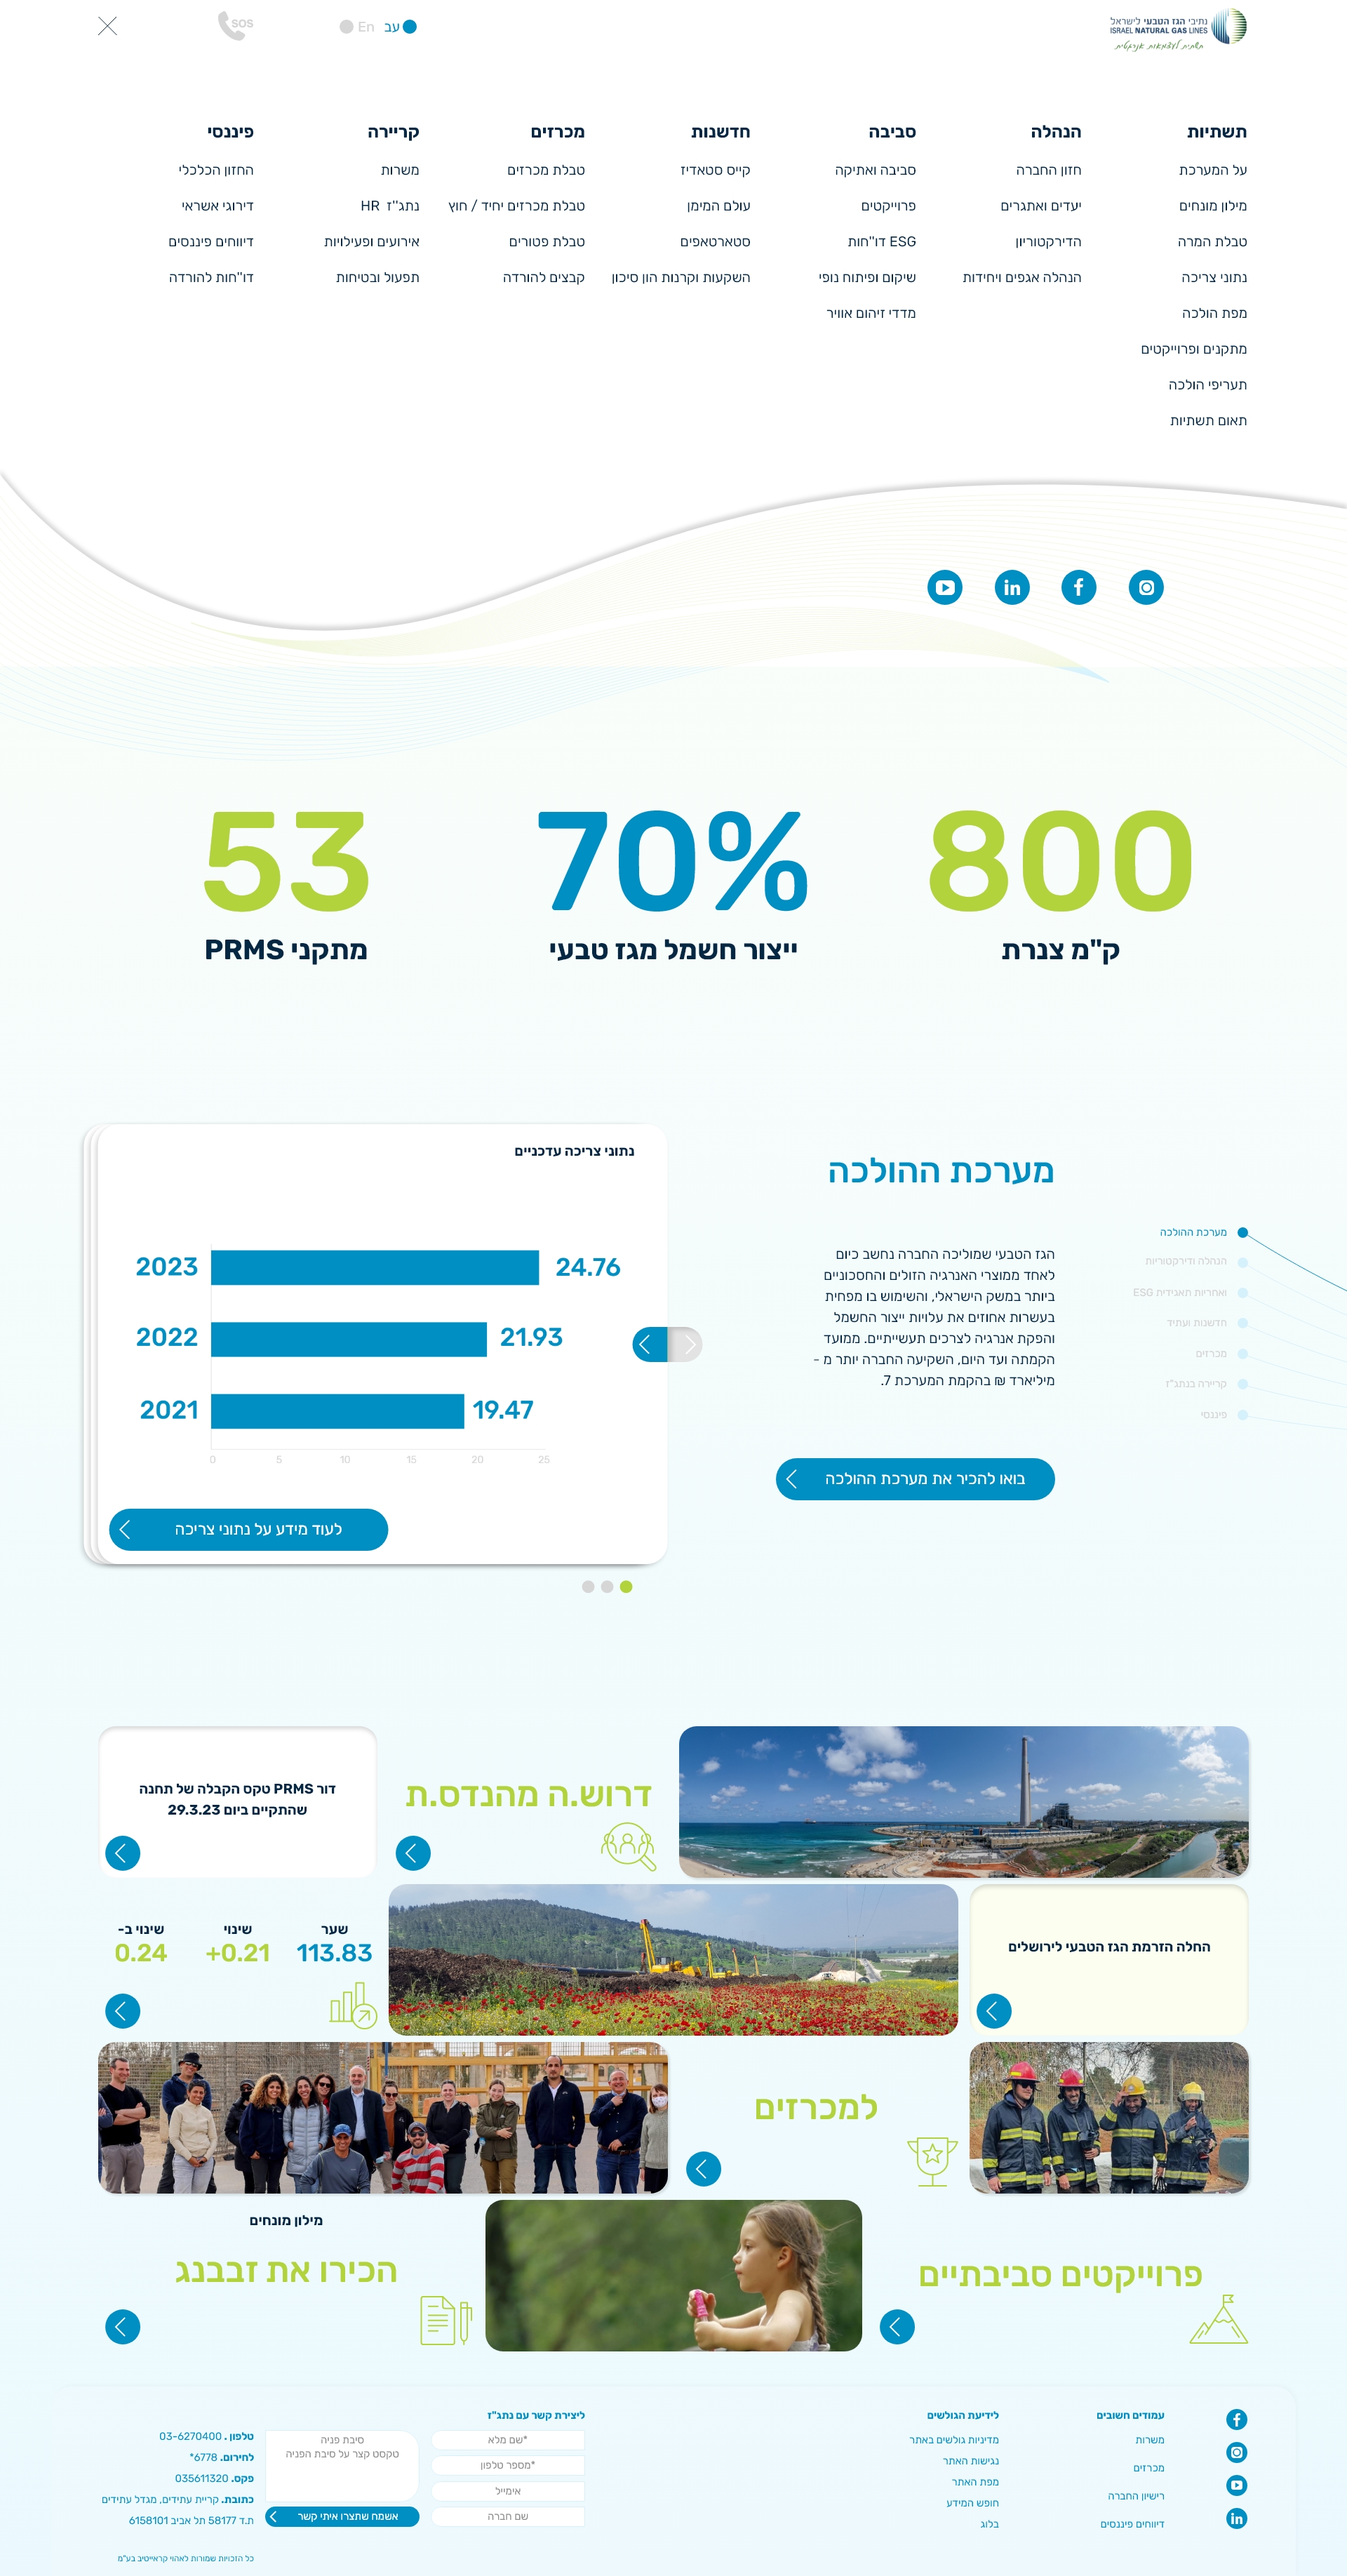 נתיבי הגז הטבעי לישראל
ISRAEL NATURAL GAS LINES
תשתית לעצמאות אנרגטית
עב
En
SOS
תשתיות
על המערכת
מילון מונחים
טבלת המרה
נתוני צריכה
מפת הולכה
מתקנים ופרוייקטים
תעריפי הולכה
תאום תשתיות
הנהלה
חזון החברה
יעדים ואתגרים
הדירקטוריון
הנהלה אגפים ויחידות
סביבה
סביבה ואתיקה
פרוייקטים
ESG דו"חות
שיקום ופיתוח נופי
מדדי זיהום אוויר
חדשנות
קייס סטאדיז
עולם המימן
סטארטאפים
השקעות וקרנות הון סיכון
מכרזים
טבלת מכרזים
טבלת מכרזים יחיד / חוץ
טבלת פטורים
קבצים להורדה
קריירה
משרות
נתג"ז HR
אירועים ופעילויות
תפעול ובטיחות
פיננסי
החזון הכלכלי
דירוגי אשראי
דיווחים פיננסים
דו"חות להורדה
800
ק"מ צנרת
70%
ייצור חשמל מגז טבעי
53
מתקני PRMS
מערכת ההולכה
הנהלה ודירקטוריות
ואחריות תאגידית ESG
חדשנות ועתיד
מכרזים
קריירה בנתג"ז
פיננסי
מערכת ההולכה
הגז הטבעי שמוליכה החברה נחשב כיום
לאחד ממוצרי האנרגיה הזולים והחסכוניים
ביותר במשק הישראלי, והשימוש בו מפחית
בעשרות אחוזים את עלויות ייצור החשמל
והפקת אנרגיה לצרכים תעשייתיים. ממועד
הקמתה ועד היום, השקיעה החברה יותר מ -
מיליארד ₪ בהקמת המערכת 7.
בואו להכיר את מערכת ההולכה
נתוני צריכה עדכניים
2023 24.76
2022 21.93
2021 19.47
0 5 10 15 20 25
לעוד מידע על נתוני צריכה
דרוש.ה מהנדס.ת
דור PRMS טקס הקבלה של תחנה
שהתקיים ביום 29.3.23
החלה הזרמת הגז הטבעי לירושלים
שער
113.83
שינוי
+0.21
שינוי ב-
0.24
למכרזים
פרוייקטים סביבתיים
מילון מונחים
הכירו את זבבנג
עמודים חשובים
משרות
מכרזים
רישיון החברה
דיווחים פיננסים
לידיעת הגולשים
מדיניות גולשים באתר
נגישות האתר
מפת האתר
חופש המידע
בלוג
ליצירת קשר עם נתג"ז
*שם מלא
*מספר טלפון
אימייל
שם חברה
סיבת פניה
טקסט קצר על סיבת הפניה
אשמח שתצרו איתי קשר
טלפון . 03-6270400
לחירום. 6778*
פקס. 035611320
כתובת. קריית עתידים, מגדל עתידים
ת.ד 58177 תל אביב 6158101
כל הזכויות שמורות לאהוי קראייטיב בע"מ